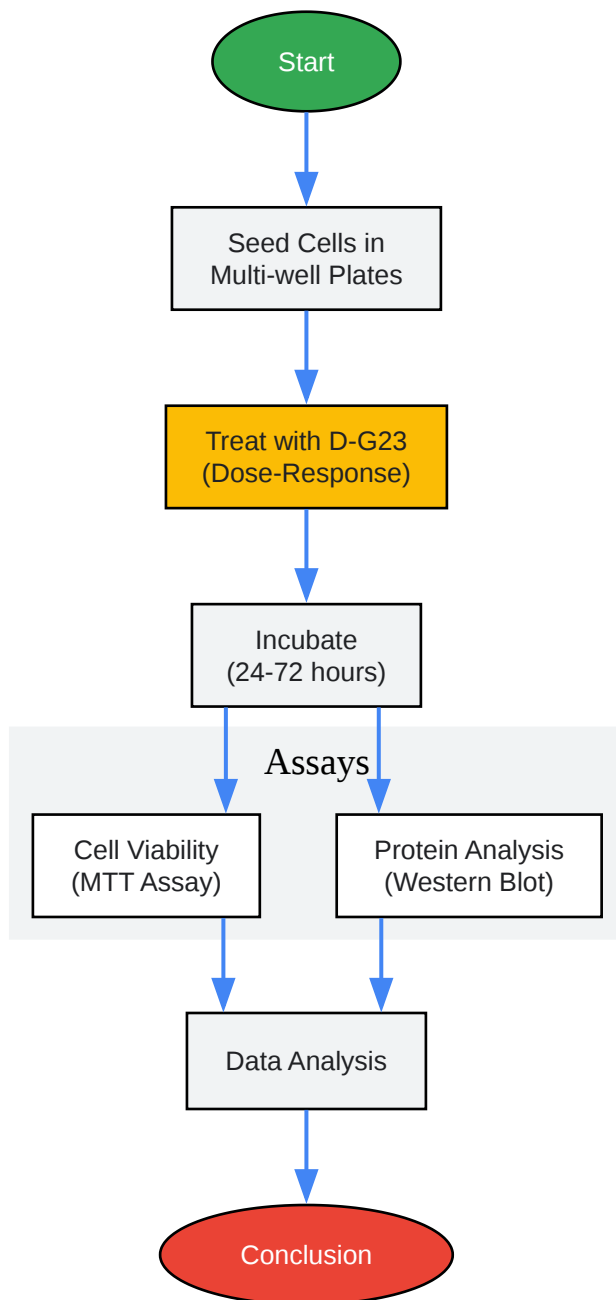 Start
Seed Cells in
Multi-well Plates
Treat with D-G23
(Dose-Response)
Incubate
(24-72 hours)
Assays
Cell Viability
(MTT Assay)
Protein Analysis
(Western Blot)
Data Analysis
Conclusion